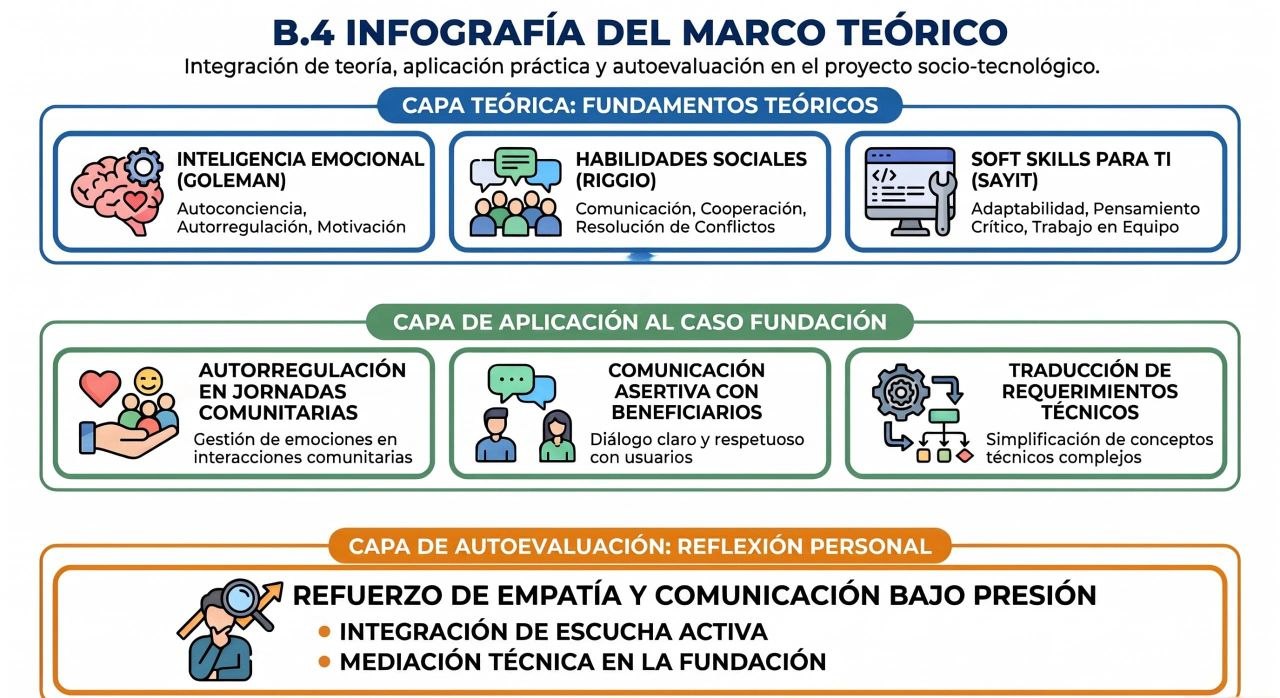 B.4 INFOGRAFÍA DEL MARCO TEÓRICO
Integración de teoría, aplicación práctica y autoevaluación en el proyecto socio-tecnológico.
CAPA TEÓRICA: FUNDAMENTOS TEÓRICOS
INTELIGENCIA EMOCIONAL
(GOLEMAN)
Autoconciencia,
Autorregulación, Motivación
HABILIDADES SOCIALES
(RIGGIO)
Comunicación, Cooperación,
Resolución de Conflictos
</>
SOFT SKILLS PARA TI
(SAYIT)
Adaptabilidad, Pensamiento
Crítico, Trabajo en Equipo
CAPA DE APLICACIÓN AL CASO FUNDACIÓN
AUTORREGULACIÓN
EN JORNADAS
COMUNITARIAS
Gestión de emociones en
interacciones comunitarias
COMUNICACIÓN
ASERTIVA CON
BENEFICIARIOS
Diálogo claro y respetuoso
con usuarios
TRADUCCIÓN DE
REQUERIMIENTOS
TÉCNICOS
Simplificación de conceptos
técnicos complejos
CAPA DE AUTOEVALUACIÓN: REFLEXIÓN PERSONAL
REFUERZO DE EMPATÍA Y COMUNICACIÓN BAJO PRESIÓN
• INTEGRACIÓN DE ESCUCHA ACTIVA
• MEDIACIÓN TÉCNICA EN LA FUNDACIÓN